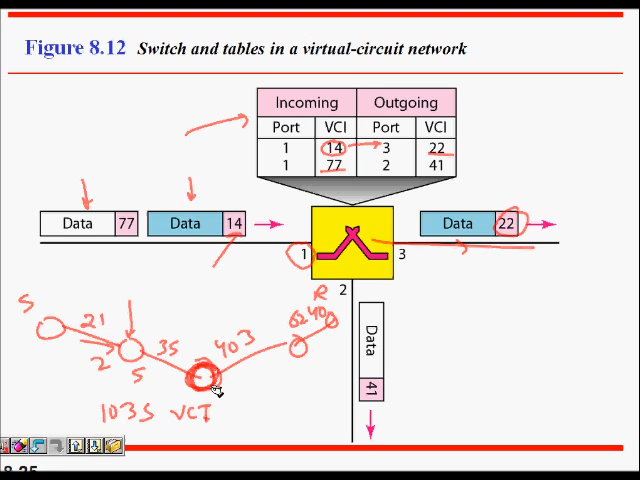 Figure 8.12 Switch and tables in a virtual-circuit network
Incoming Outgoing
Port VCI Port VCI
1 14 3 22
1 77 2 41
Data 77 Data 14 Data 22
1 3
2
R
Data
41
S
21
2
35
403
40
S
103S VCI
8.25